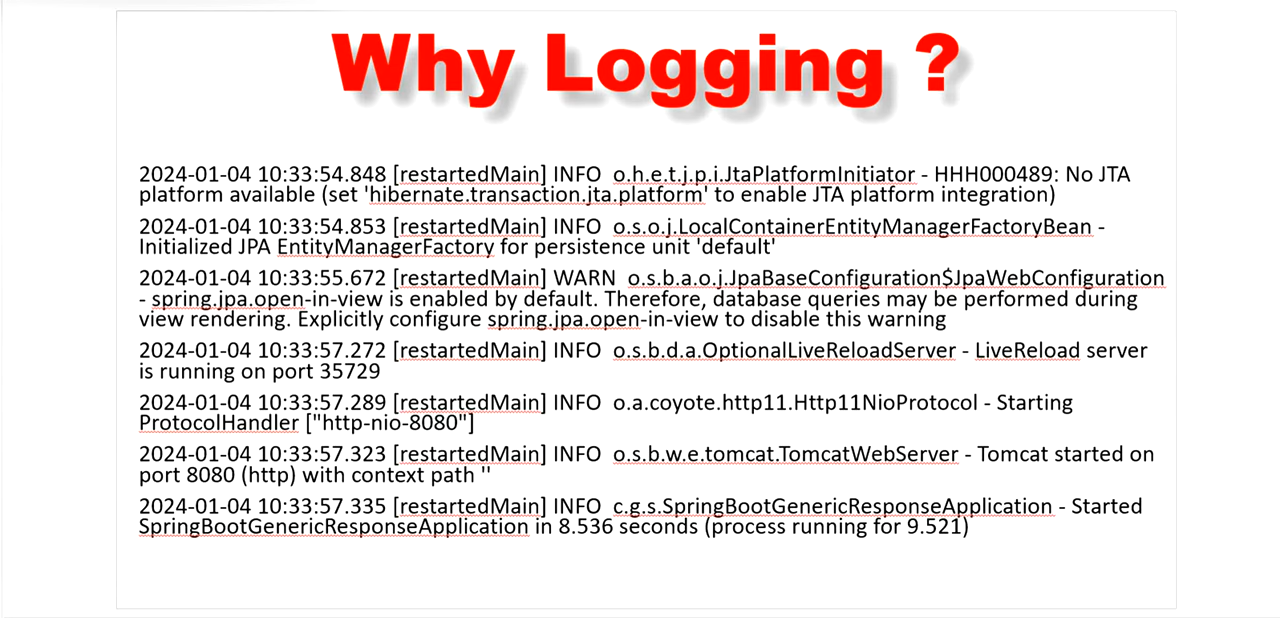 Why Logging ?
2024-01-04 10:33:54.848 [restartedMain] INFO  o.h.e.t.j.p.i.JtaPlatformInitiator - HHH000489: No JTA
platform available (set 'hibernate.transaction.jta.platform' to enable JTA platform integration)
2024-01-04 10:33:54.853 [restartedMain] INFO  o.s.o.j.LocalContainerEntityManagerFactoryBean -
Initialized JPA EntityManagerFactory for persistence unit 'default'
2024-01-04 10:33:55.672 [restartedMain] WARN  o.s.b.a.o.j.JpaBaseConfiguration$JpaWebConfiguration
- spring.jpa.open-in-view is enabled by default. Therefore, database queries may be performed during
view rendering. Explicitly configure spring.jpa.open-in-view to disable this warning
2024-01-04 10:33:57.272 [restartedMain] INFO  o.s.b.d.a.OptionalLiveReloadServer - LiveReload server
is running on port 35729
2024-01-04 10:33:57.289 [restartedMain] INFO  o.a.coyote.http11.Http11NioProtocol - Starting
ProtocolHandler ["http-nio-8080"]
2024-01-04 10:33:57.323 [restartedMain] INFO  o.s.b.w.e.tomcat.TomcatWebServer - Tomcat started on
port 8080 (http) with context path ''
2024-01-04 10:33:57.335 [restartedMain] INFO  c.g.s.SpringBootGenericResponseApplication - Started
SpringBootGenericResponseApplication in 8.536 seconds (process running for 9.521)